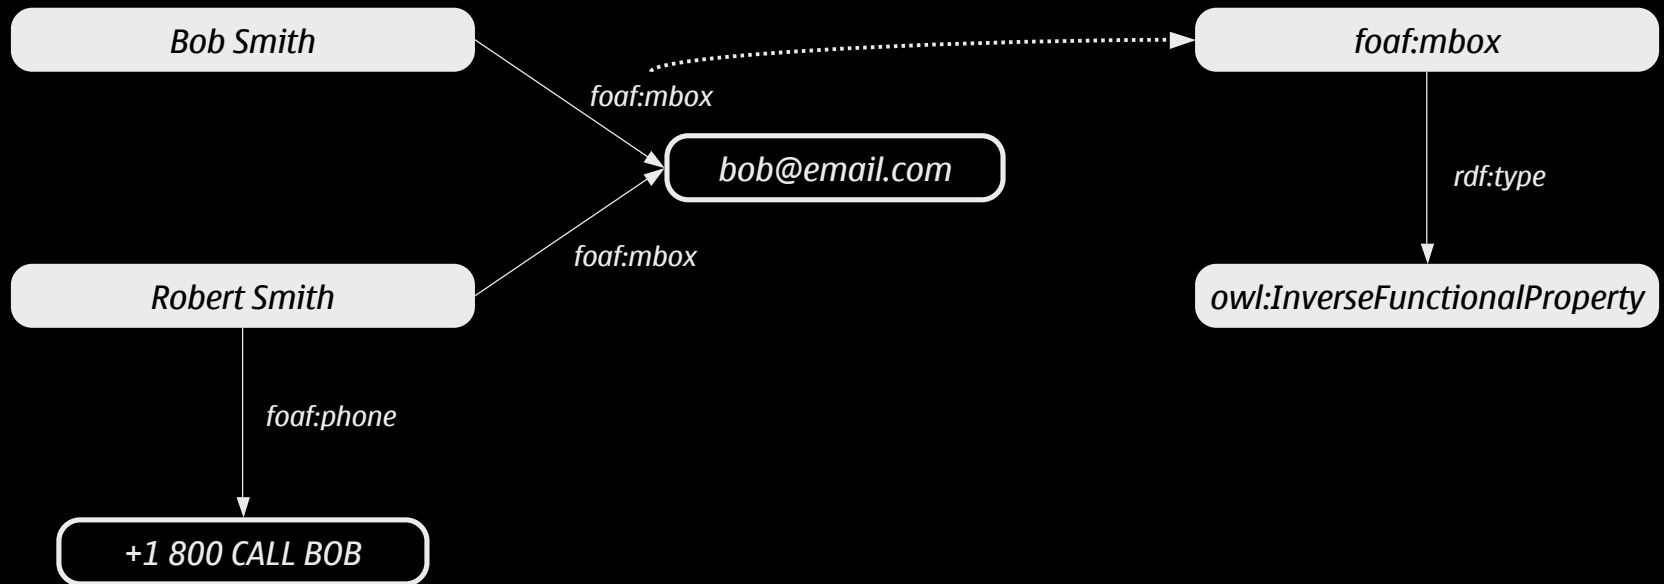 Bob Smith
foaf:mbox
foaf:mbox
bob@email.com
rdf:type
foaf:mbox
Robert Smith
owl:InverseFunctionalProperty
foaf:phone
+1 800 CALL BOB